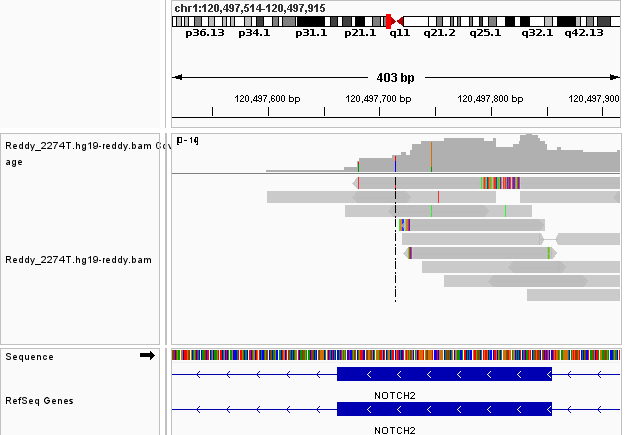 chr1:120,497,514-120,497,915
p36.13 p34.1 p31.1 p21.1 q11 q21.2 q25.1 q32.1 q42.13
403 bp
120,497,600 bp 120,497,700 bp 120,497,800 bp 120,497,900
Reddy_2274T.hg19-reddy.bam Cov
age
[0 - 14]
Reddy_2274T.hg19-reddy.bam
Sequence
RefSeq Genes
NOTCH2
NOTCH2